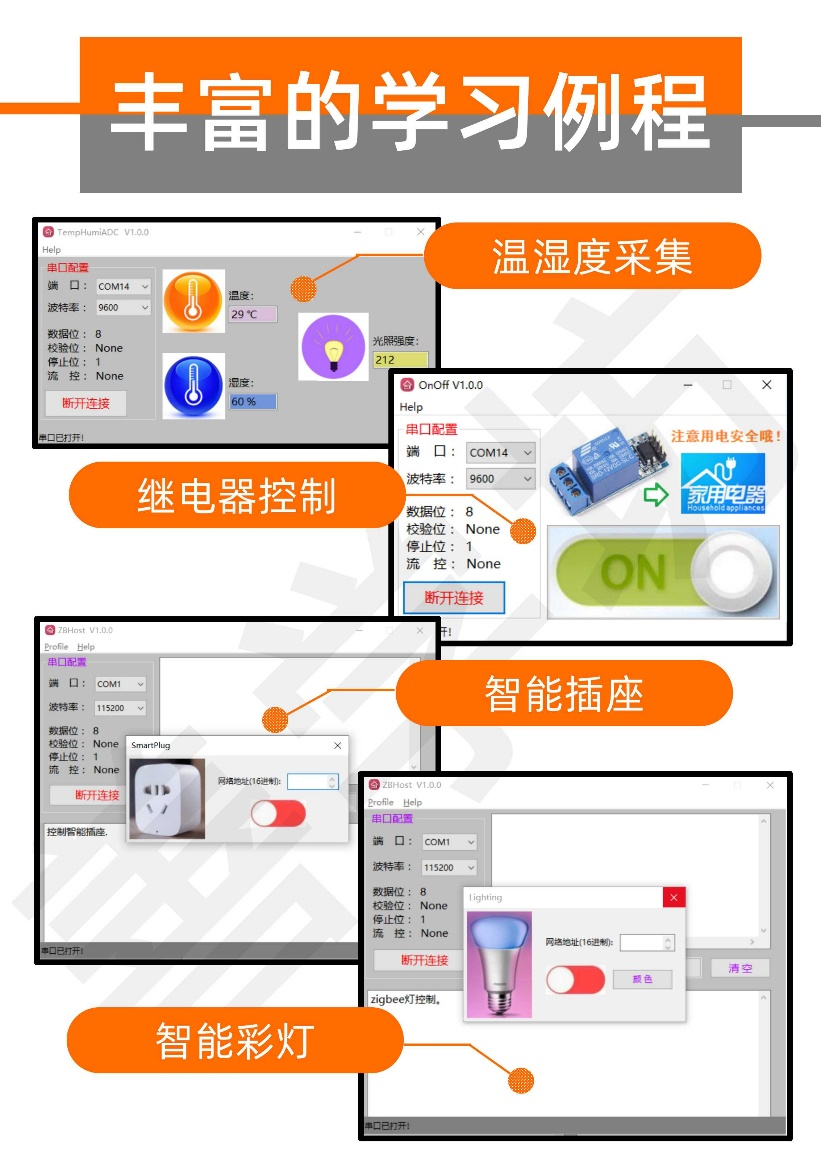 丰富的学习例程
TempHumiADC V1.0.0
Help
串口配置
端 口： COM14
波特率： 9600
数据位： 8
校验位： None
停止位： 1
流 控： None
断开连接
串口已打开!
温度：
29 ℃
湿度：
60 %
光照强度：
212
温湿度采集
OnOff V1.0.0
Help
串口配置
端 口： COM14
波特率： 9600
数据位： 8
校验位： None
停止位： 1
流 控： None
断开连接
开!
注意用电安全哦！
家用电器
Household appliances
ON
继电器控制
ZBHost V1.0.0
Profile Help
串口配置
端 口： COM1
波特率： 115200
数据位： 8
校验位： None
停止位： 1
流 控： None
断开连接
控制智能插座.
串口已打开!
SmartPlug
网络地址(16进制):
智能插座
ZBHost V1.0.0
Profile Help
串口配置
端 口： COM1
波特率： 115200
数据位： 8
校验位： None
停止位： 1
流 控： None
断开连接
清空
zigbee灯控制。
串口已打开!
Lighting
网络地址(16进制):
颜色
智能彩灯